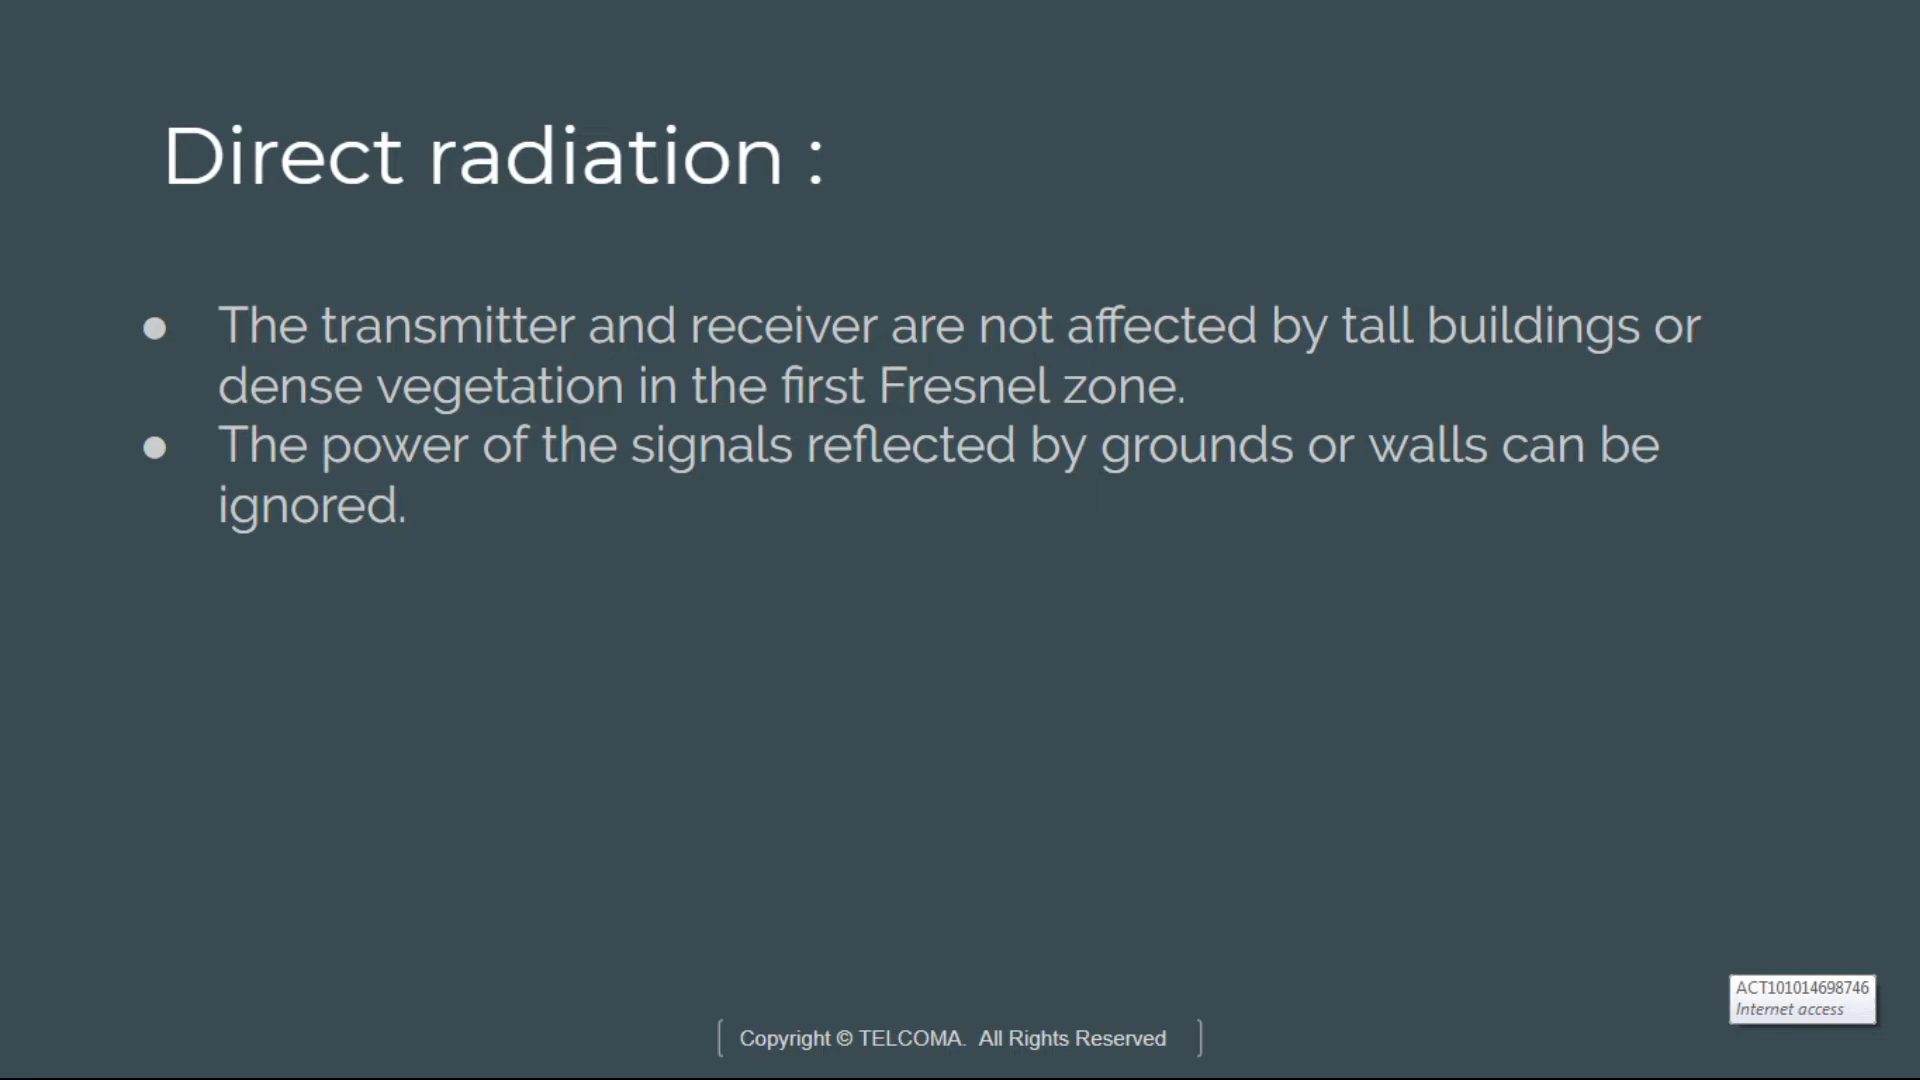 Direct radiation :
● The transmitter and receiver are not affected by tall buildings or
dense vegetation in the first Fresnel zone.
● The power of the signals reflected by grounds or walls can be
ignored.
ACT101014698746
Internet access
[ Copyright © TELCOMA. All Rights Reserved ]